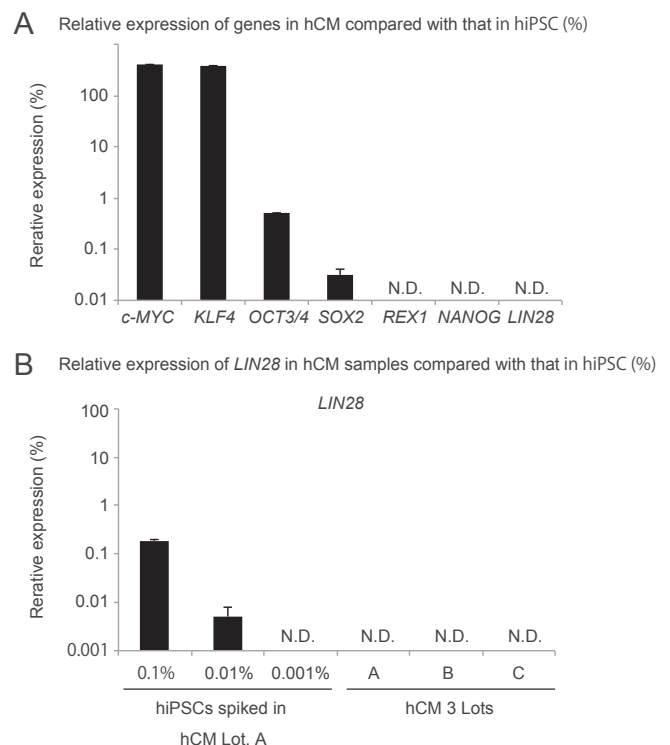 A Relative expression of genes in hCM compared with that in hiPSC (%)
Rerative expression (%)
100
10
1
0.1
0.01
N.D. N.D. N.D.
c-MYC KLF4 OCT3/4 SOX2 REX1 NANOG LIN28
B Relative expression of LIN28 in hCM samples compared with that in hiPSC (%)
LIN28
Rerative expression (%)
100
10
1
0.1
0.01
0.001
N.D. N.D. N.D. N.D.
0.1% 0.01% 0.001% A B C
hiPSCs spiked in hCM 3 Lots
hCM Lot. A